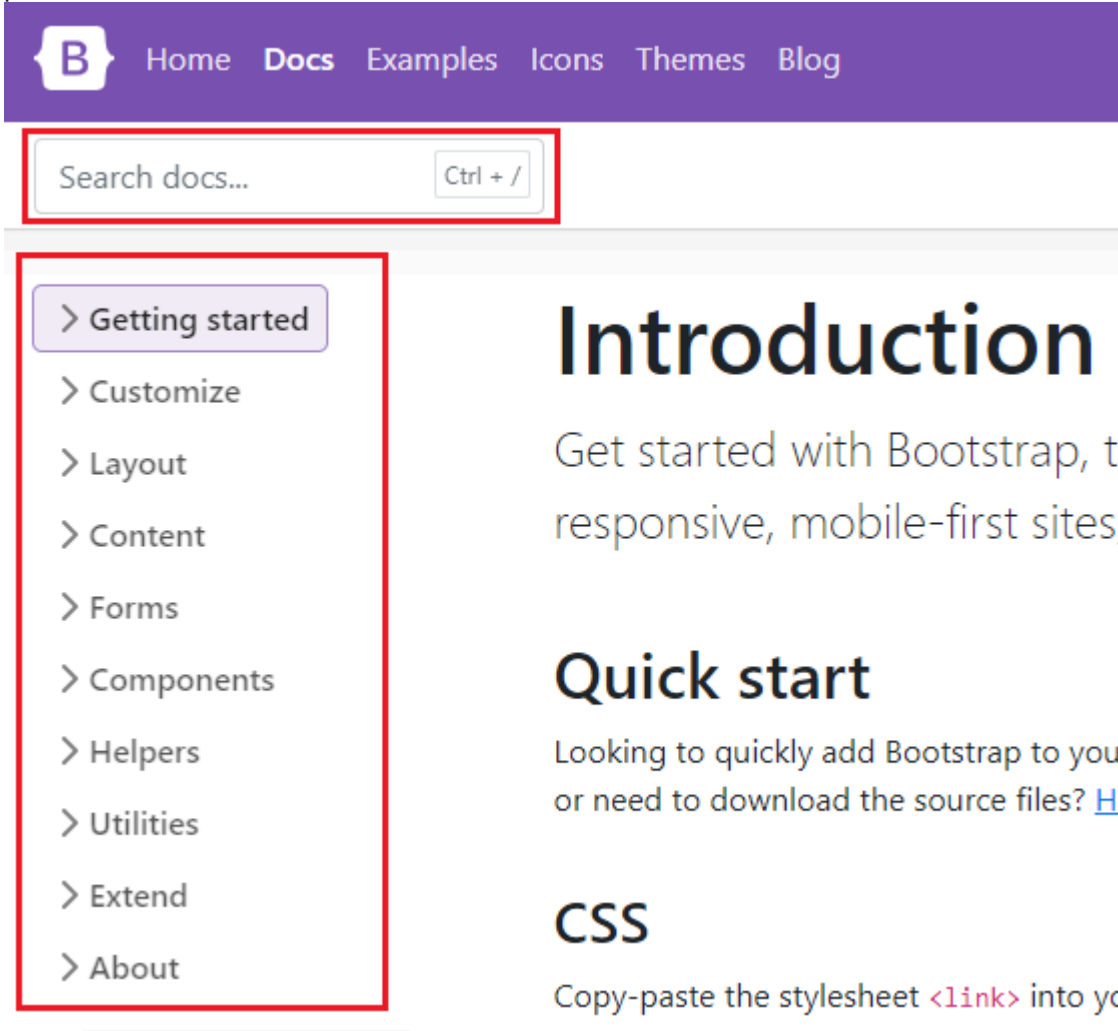 B Home Docs Examples Icons Themes Blog
Search docs... Ctrl + /
Getting started
Customize
Layout
Content
Forms
Components
Helpers
Utilities
Extend
About
Introduction
Get started with Bootstrap, t
responsive, mobile-first sites,
Quick start
Looking to quickly add Bootstrap to you
or need to download the source files? H
CSS
Copy-paste the stylesheet <link> into yo